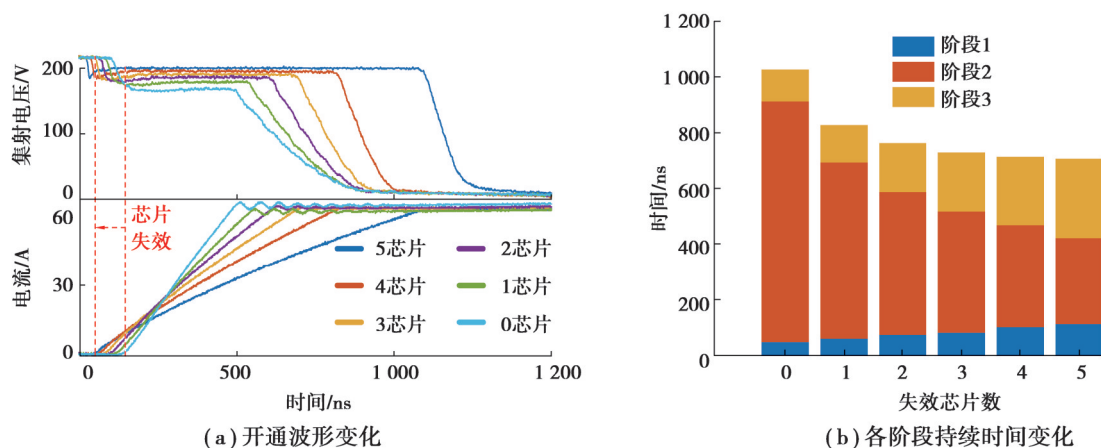 200
100
0
集射电压/V
60
30
0
电流/A
芯片
失效
5芯片
4芯片
3芯片
2芯片
1芯片
0芯片
0
500
1 000
1 200
时间/ns
(a)开通波形变化
1 200
1 000
800
600
400
200
0
时间/ns
阶段1
阶段2
阶段3
0
1
2
3
4
5
失效芯片数
(b)各阶段持续时间变化